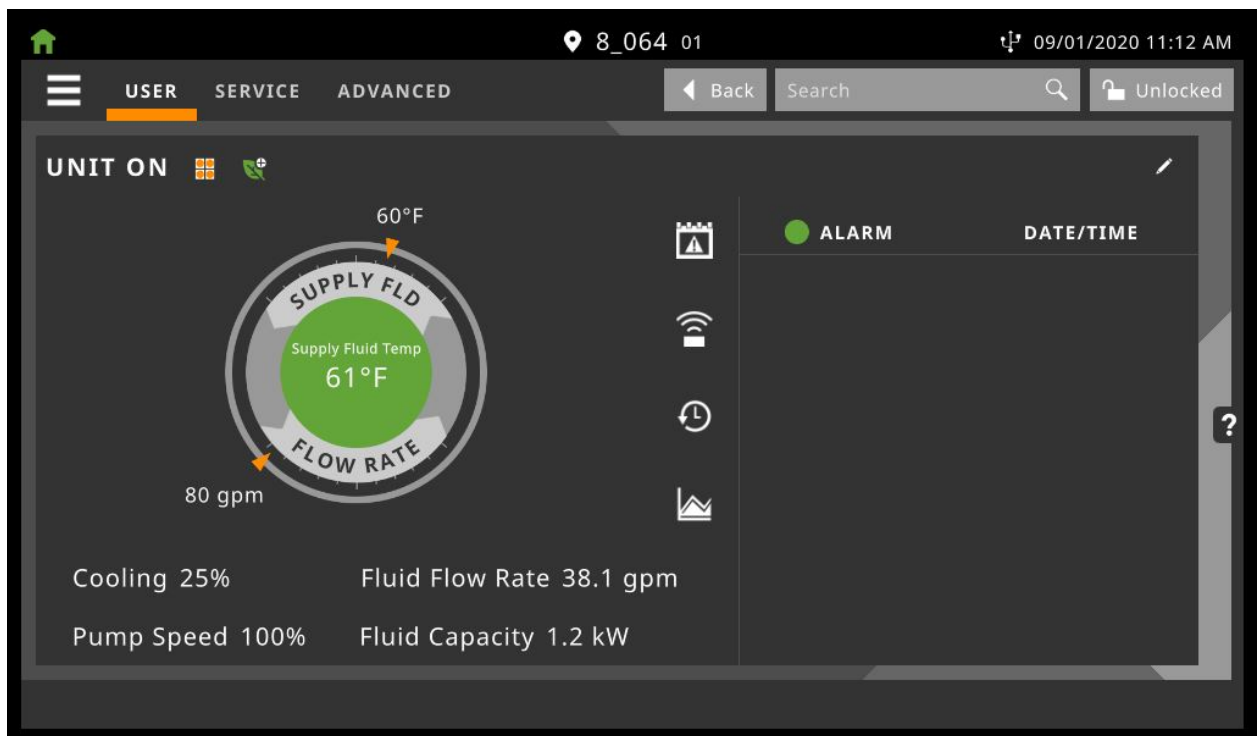 8_064 01 09/01/2020 11:12 AM
USER SERVICE ADVANCED Back Search Unlocked
UNIT ON
60°F
ALARM DATE/TIME
SUPPLY FLD
Supply Fluid Temp
61°F
FLOW RATE
80 gpm
?
Cooling 25% Fluid Flow Rate 38.1 gpm
Pump Speed 100% Fluid Capacity 1.2 kW